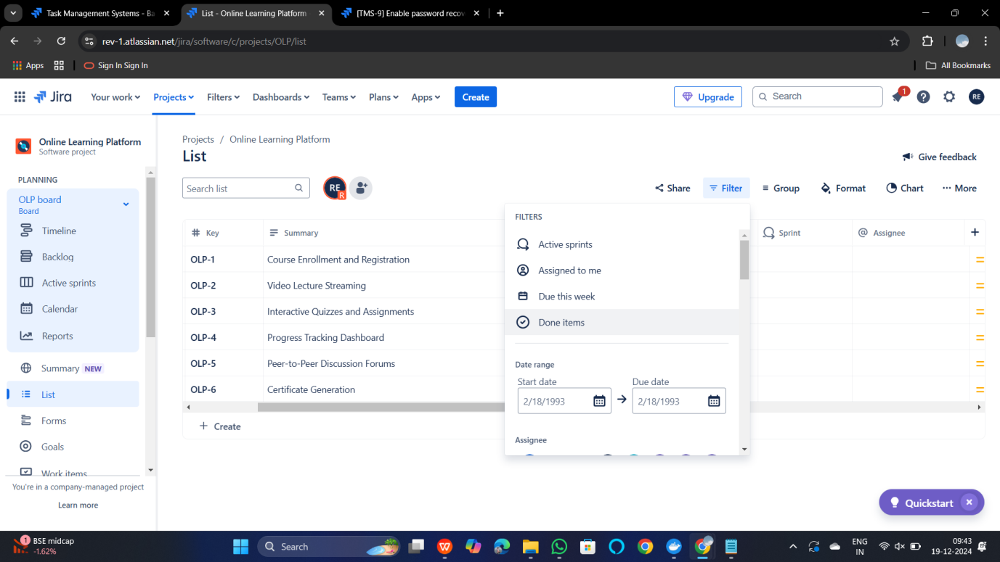 Task Management Systems - Ba
List - Online Learning Platform
[TMS-9] Enable password recov
rev-1.atlassian.net/jira/software/c/projects/OLP/list
Apps
Sign In Sign In
All Bookmarks
Jira
Your work
Projects
Filters
Dashboards
Teams
Plans
Apps
Create
Upgrade
Search
1
RE
Online Learning Platform
Software project
PLANNING
OLP board
Board
Timeline
Backlog
Active sprints
Calendar
Reports
Summary NEW
List
Forms
Goals
Work items
You're in a company-managed project
Learn more
Projects / Online Learning Platform
List
Give feedback
Search list
RE
R
Share
Filter
Group
Format
Chart
More
# Key
Summary
Sprint
@ Assignee
OLP-1 Course Enrollment and Registration
OLP-2 Video Lecture Streaming
OLP-3 Interactive Quizzes and Assignments
OLP-4 Progress Tracking Dashboard
OLP-5 Peer-to-Peer Discussion Forums
OLP-6 Certificate Generation
+ Create
FILTERS
Active sprints
Assigned to me
Due this week
Done items
Date range
Start date
Due date
2/18/1993
2/18/1993
Assignee
Quickstart
1
BSE midcap
-1.62%
Search
ENG
IN
09:43
19-12-2024